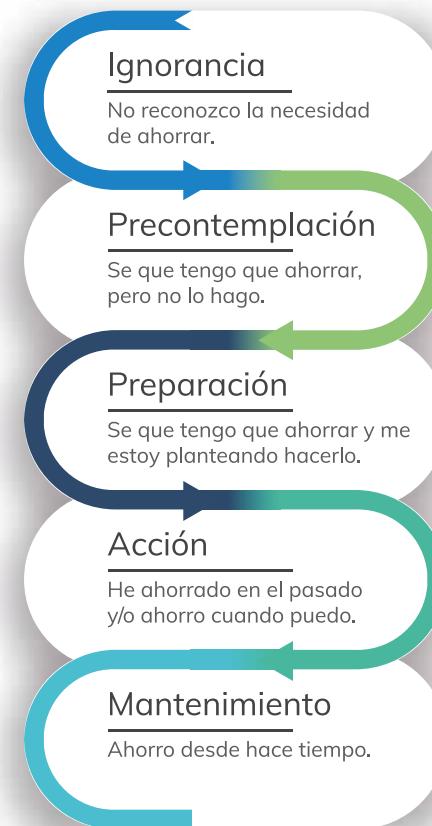 Ignorancia
No reconozco la necesidad
de ahorrar.
Precontemplación
Se que tengo que ahorrar,
pero no lo hago.
Preparación
Se que tengo que ahorrar y me
estoy planteando hacerlo.
Acción
He ahorrado en el pasado
y/o ahorro cuando puedo.
Mantenimiento
Ahorro desde hace tiempo.